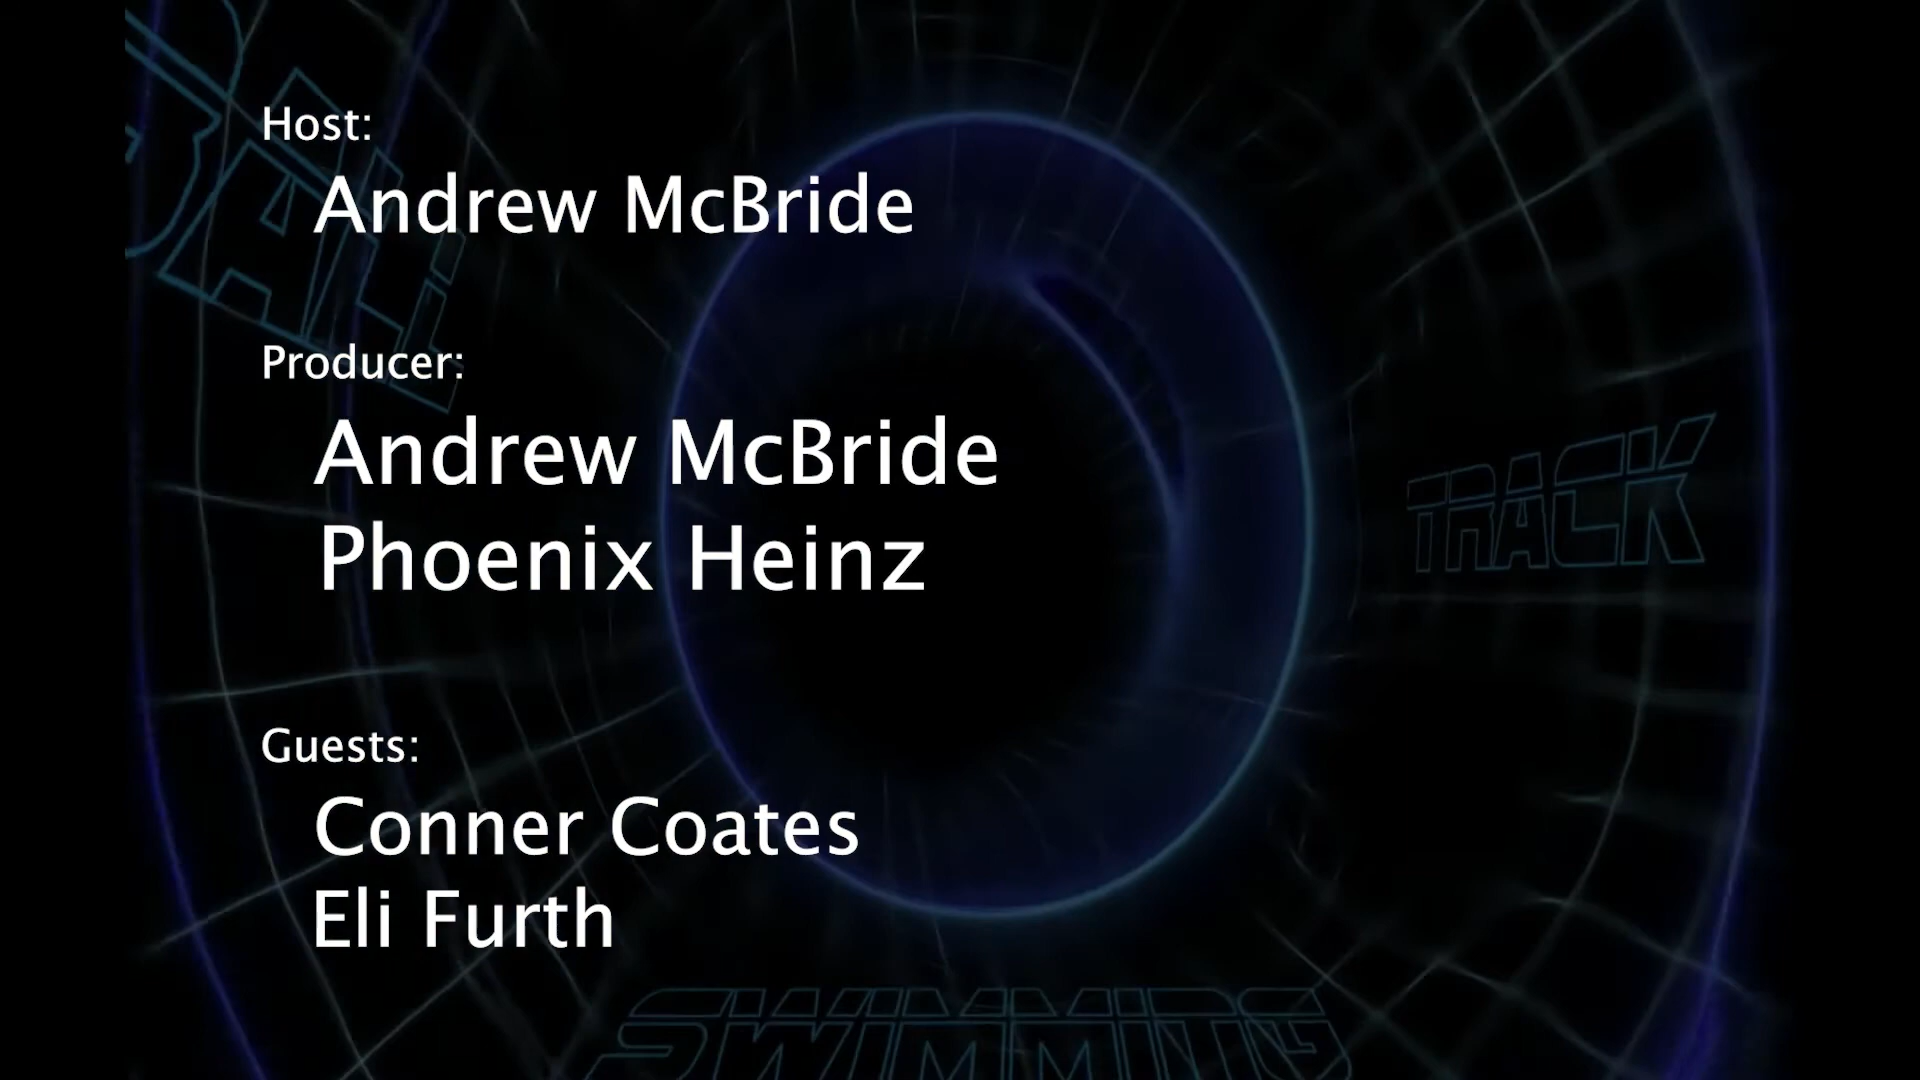 Host:
Andrew McBride
Producer:
Andrew McBride
Phoenix Heinz
TRACK
Guests:
Conner Coates
Eli Furth
SWIMMING